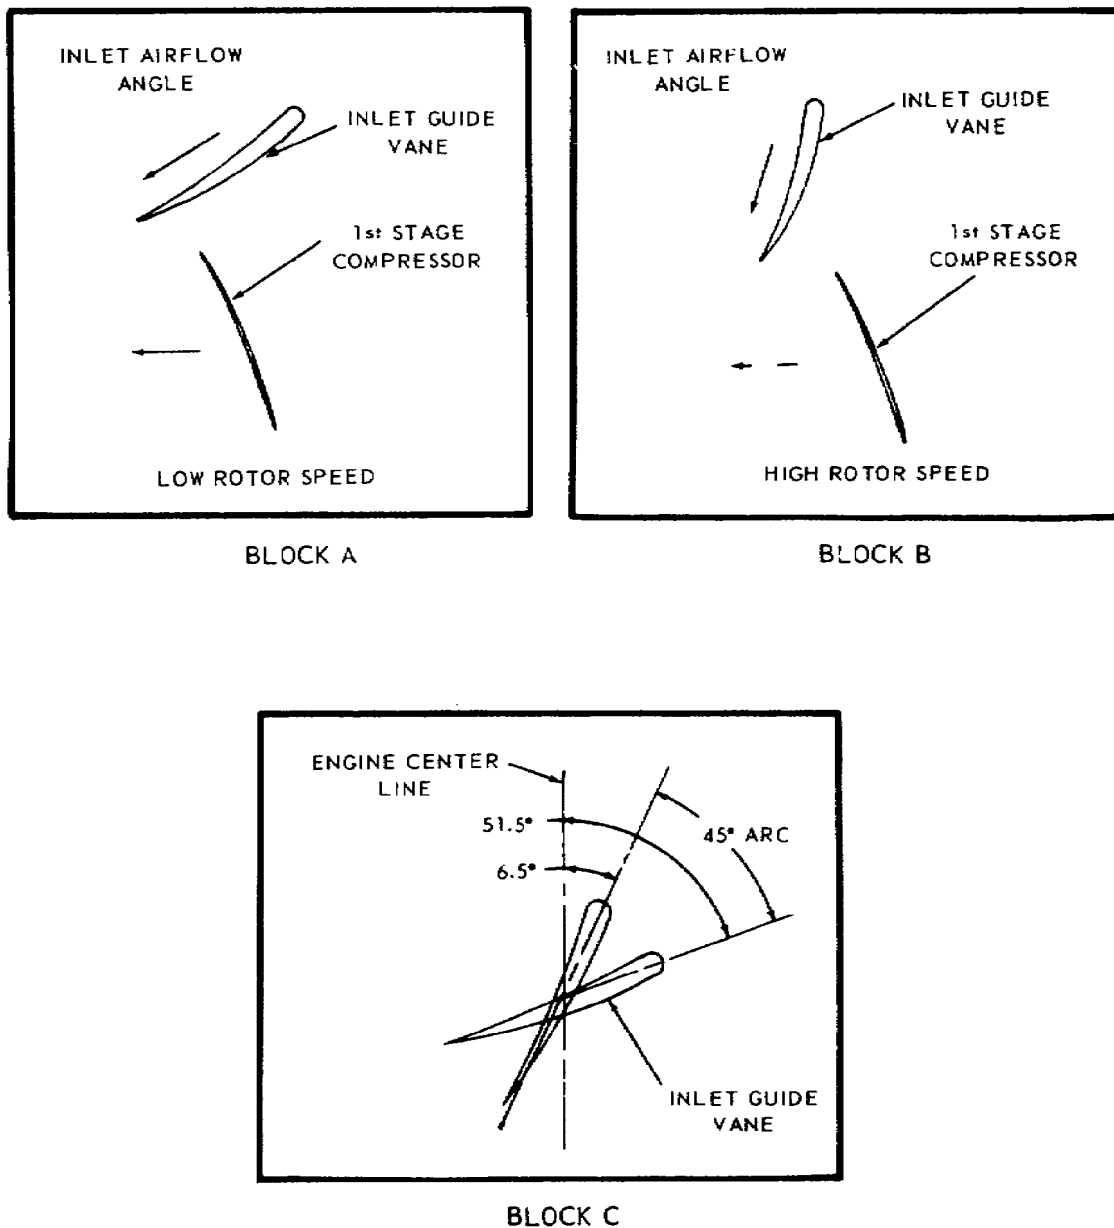 INLET AIRFLOW
ANGLE
INLET GUIDE
VANE
1st STAGE
COMPRESSOR
LOW ROTOR SPEED
BLOCK A
INLET AIRFLOW
ANGLE
INLET GUIDE
VANE
1st STAGE
COMPRESSOR
HIGH ROTOR SPEED
BLOCK B
ENGINE CENTER
LINE
51.5°
45° ARC
6.5°
INLET GUIDE
VANE
BLOCK C